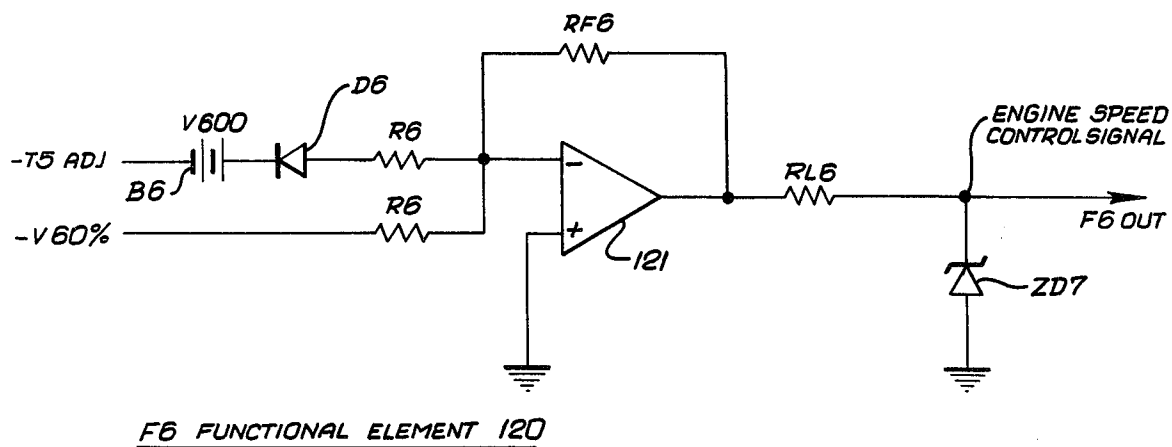 RF6
D6
V600
R6
-T5 ADJ
B6
R6
-V60%
-
+
121
RL6
ENGINE SPEED
CONTROL SIGNAL
F6 OUT
ZD7
F6 FUNCTIONAL ELEMENT 120